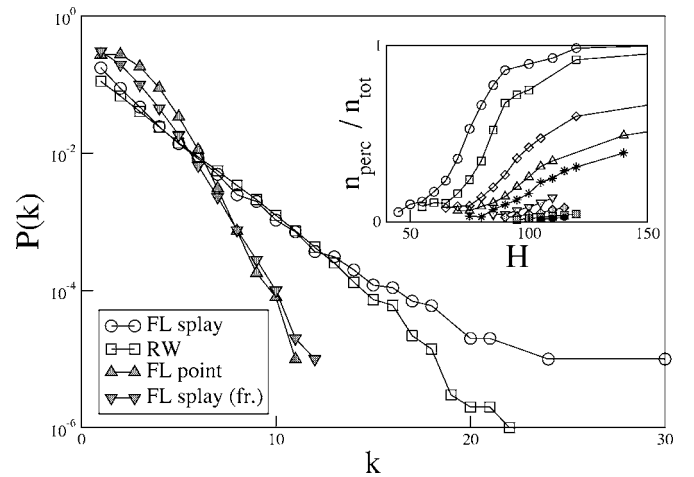 10^0
10^-2
10^-4
10^-6
P(k)
0
10
20
30
k
FL splay
RW
FL point
FL splay (fr.)
1
0
n_perc / n_tot
50
100
150
H